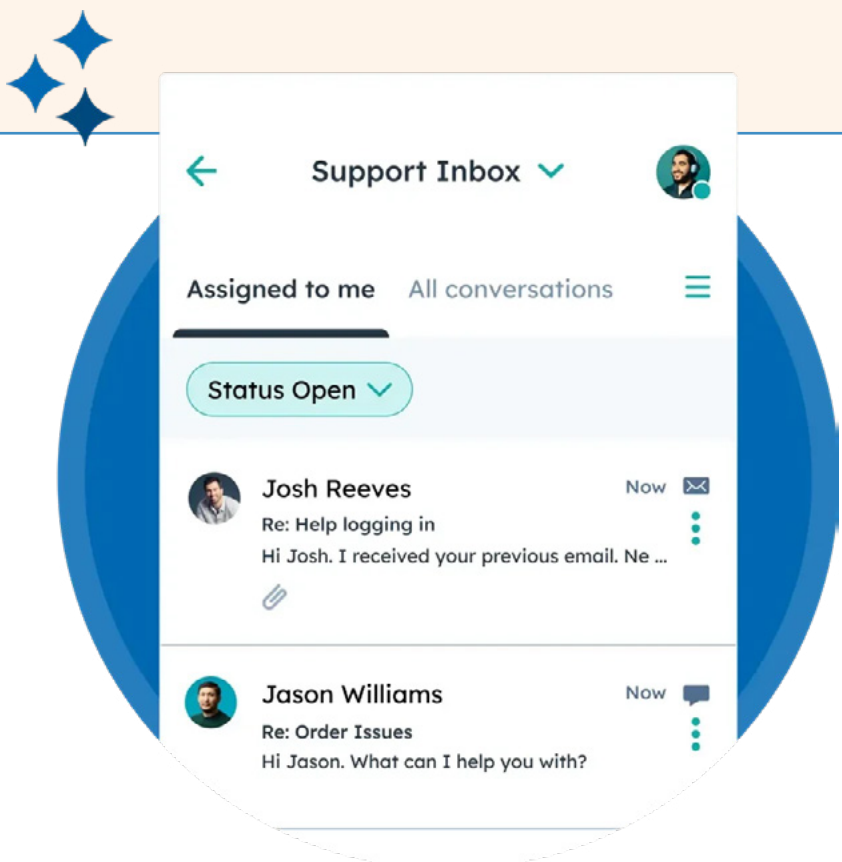 Support Inbox
Assigned to me All conversations
Status Open
Josh Reeves Now
Re: Help logging in
Hi Josh. I received your previous email. Ne ...
Jason Williams Now
Re: Order Issues
Hi Jason. What can I help you with?